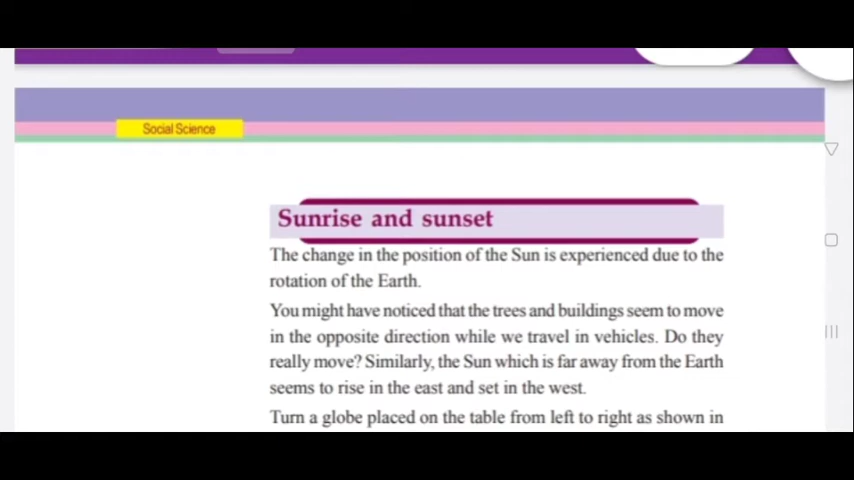 Social Science
Sunrise and sunset
The change in the position of the Sun is experienced due to the
rotation of the Earth.
You might have noticed that the trees and buildings seem to move
in the opposite direction while we travel in vehicles. Do they
really move? Similarly, the Sun which is far away from the Earth
seems to rise in the east and set in the west.
Turn a globe placed on the table from left to right as shown in